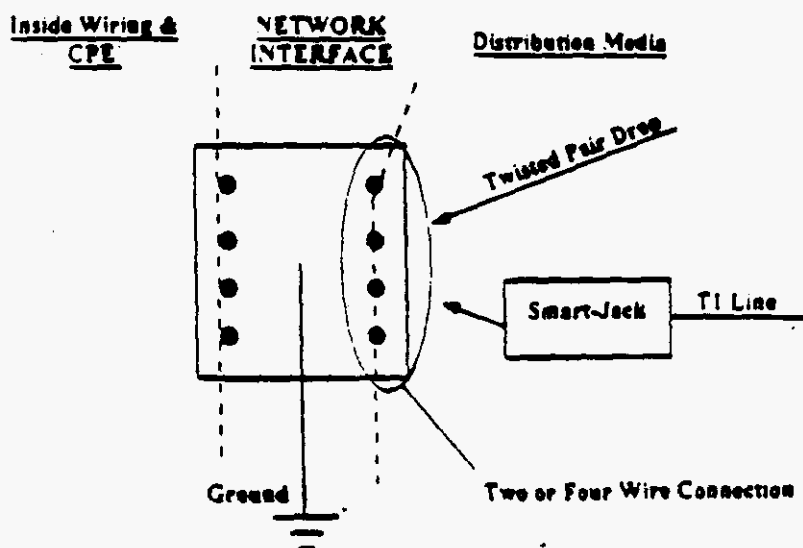 Inside Wiring &
CPE
NETWORK
INTERFACE
Distribution Media
Twisted Pair Drop
Smart-Jack
T1 Line
Ground
Two or Four Wire Connection